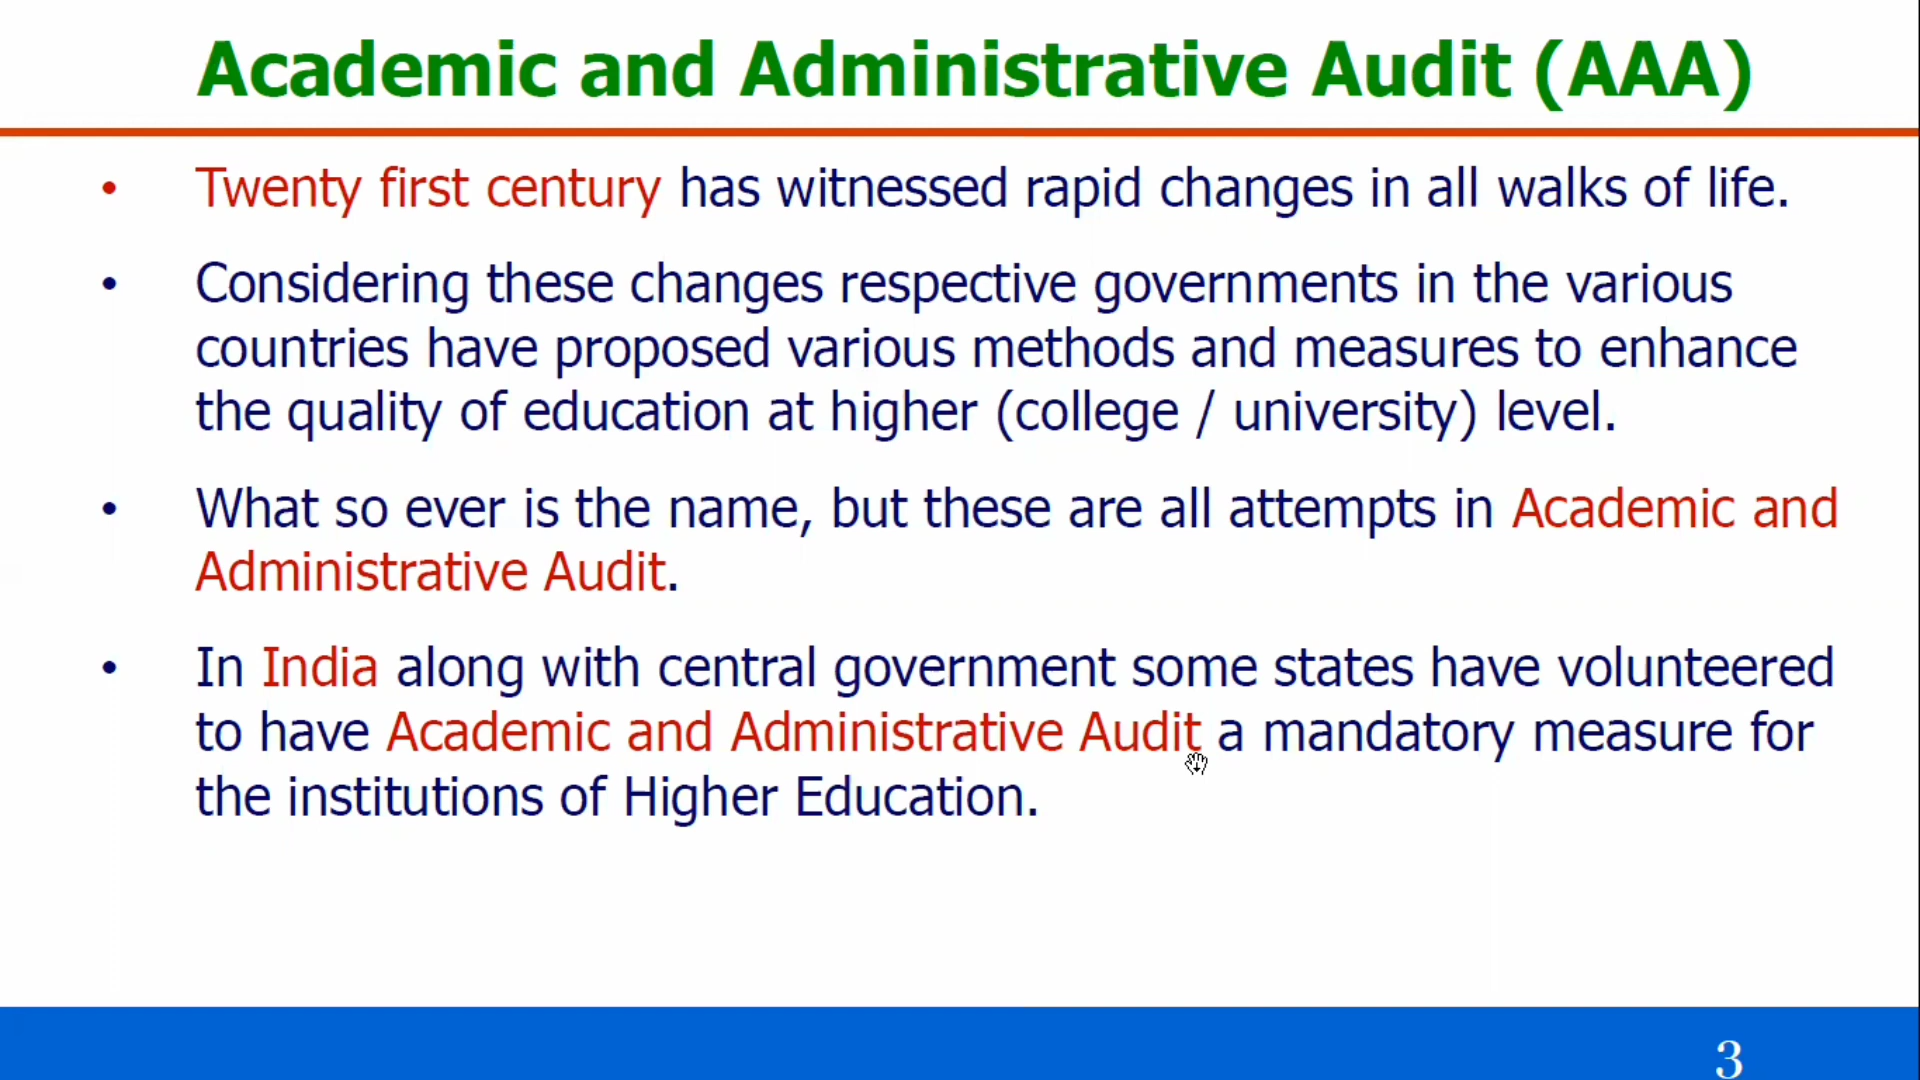 Academic and Administrative Audit (AAA)
• Twenty first century has witnessed rapid changes in all walks of life.
• Considering these changes respective governments in the various
countries have proposed various methods and measures to enhance
the quality of education at higher (college / university) level.
• What so ever is the name, but these are all attempts in Academic and
Administrative Audit.
• In India along with central government some states have volunteered
to have Academic and Administrative Audit a mandatory measure for
the institutions of Higher Education.
3